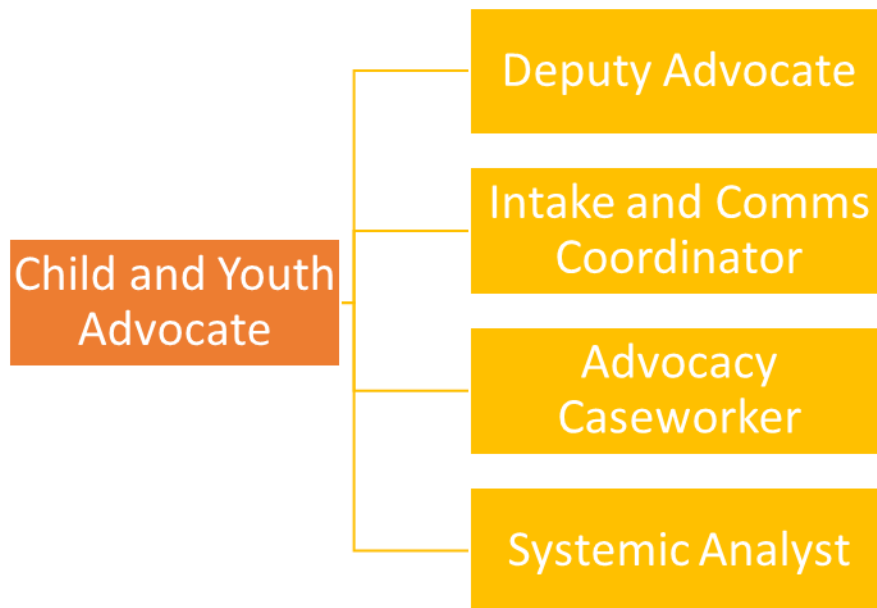 Child and Youth
Advocate
Deputy Advocate
Intake and Comms
Coordinator
Advocacy
Caseworker
Systemic Analyst